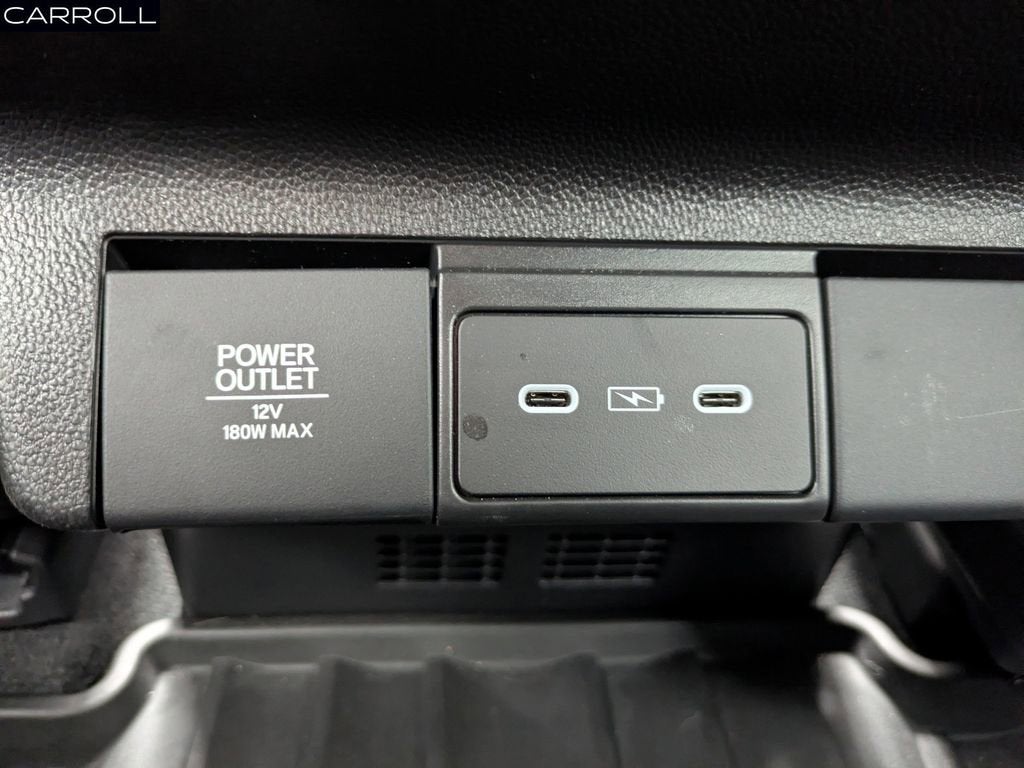 CARROLL
POWER
OUTLET
12V
180W MAX